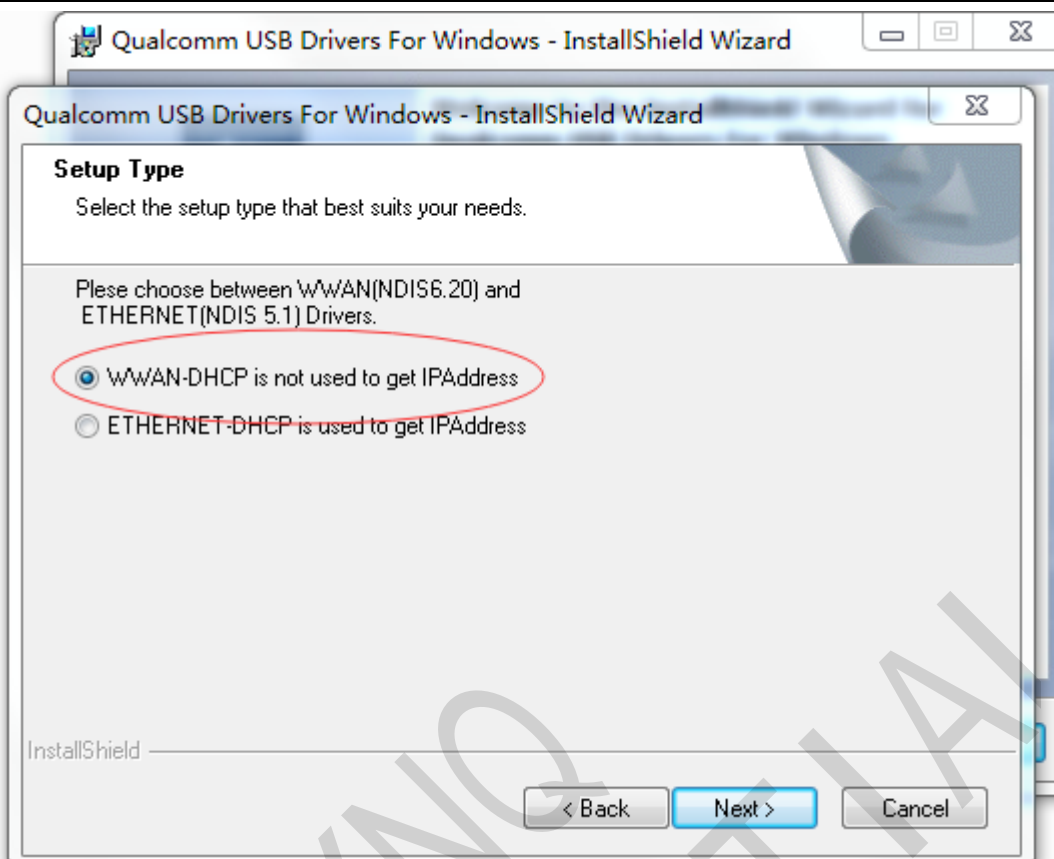 Qualcomm USB Drivers For Windows - InstallShield Wizard
Qualcomm USB Drivers For Windows - InstallShield Wizard
Setup Type
Select the setup type that best suits your needs.
Plese choose between WWAN(NDIS6.20) and
ETHERNET(NDIS 5.1) Drivers.
WWAN-DHCP is not used to get IPAddress
ETHERNET-DHCP is used to get IPAddress
InstallShield
< Back Next > Cancel